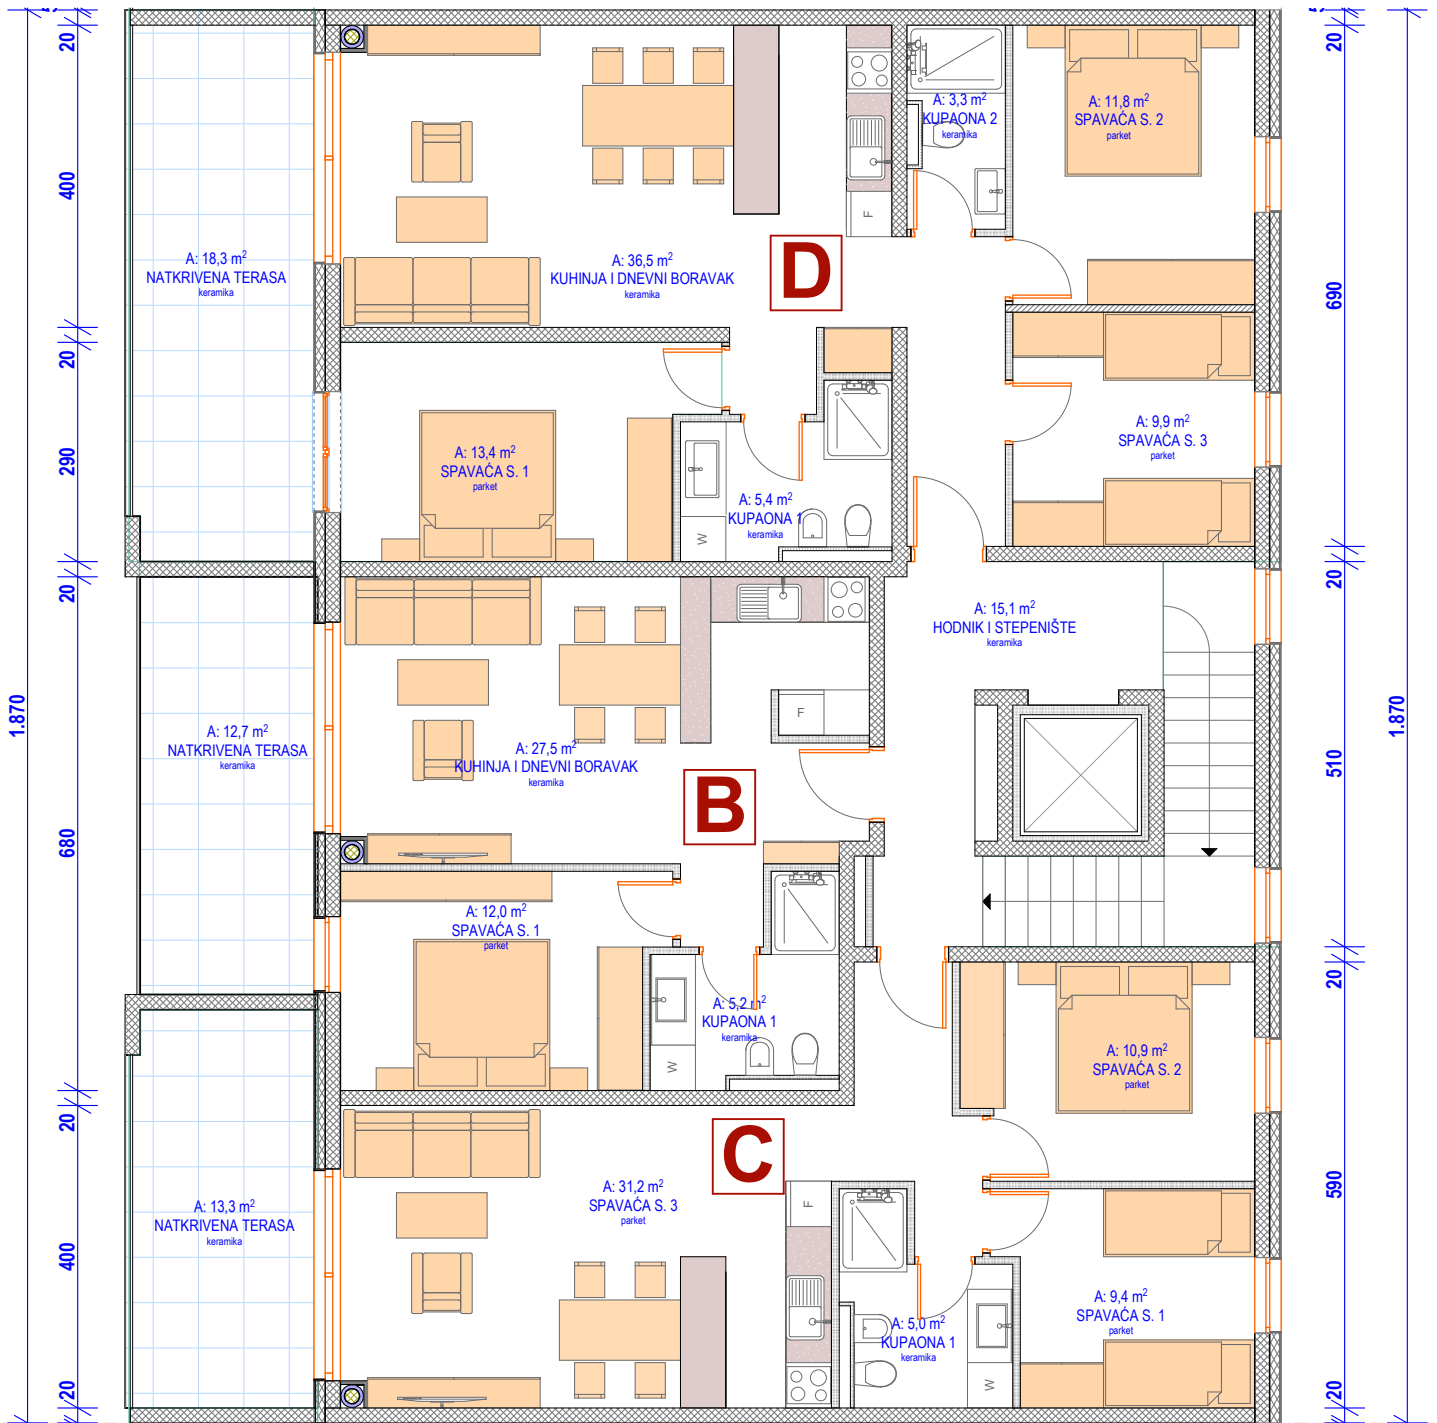 20
400
20
290
20
680
20
400
20
1.870
A: 18,3 m²
NATKRIVENA TERASA
keramika
A: 36,5 m²
KUHINJA I DNEVNI BORAVAK
keramika
D
F
A: 3,3 m²
KUPAONA 2
keramika
A: 11,8 m²
SPAVAĆA S. 2
parket
A: 9,9 m²
SPAVAĆA S. 3
parket
A: 13,4 m²
SPAVAĆA S. 1
parket
A: 5,4 m²
KUPAONA 1
keramika
W
A: 15,1 m²
HODNIK I STEPENIŠTE
keramika
A: 12,7 m²
NATKRIVENA TERASA
keramika
A: 27,5 m²
KUHINJA I DNEVNI BORAVAK
keramika
F
B
A: 12,0 m²
SPAVAĆA S. 1
parket
A: 5,2 m²
KUPAONA 1
keramika
W
A: 10,9 m²
SPAVAĆA S. 2
parket
C
A: 13,3 m²
NATKRIVENA TERASA
keramika
A: 31,2 m²
SPAVAĆA S. 3
parket
F
A: 5,0 m²
KUPAONA 1
keramika
W
A: 9,4 m²
SPAVAĆA S. 1
parket
20
690
20
510
20
590
20
1.870